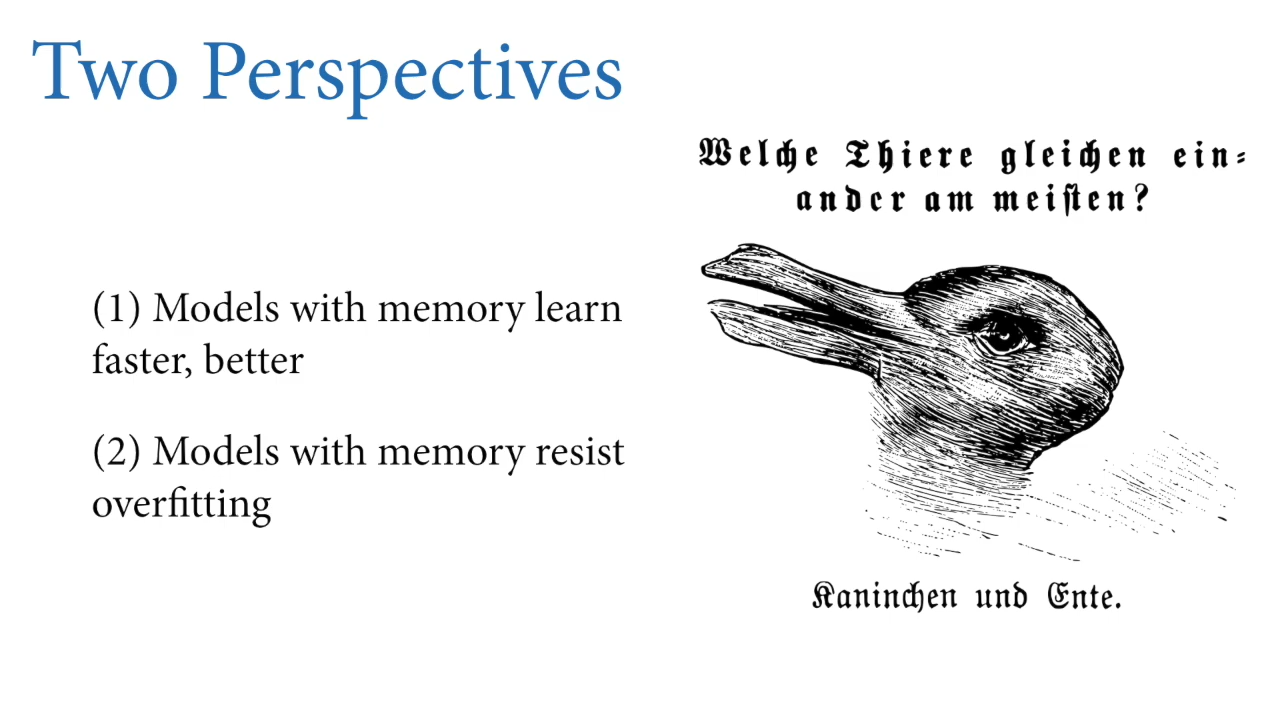 Two Perspectives
(1) Models with memory learn
faster, better
(2) Models with memory resist
overfitting
Welche Thiere gleichen ein-
ander am meisten?
Kaninchen und Ente.